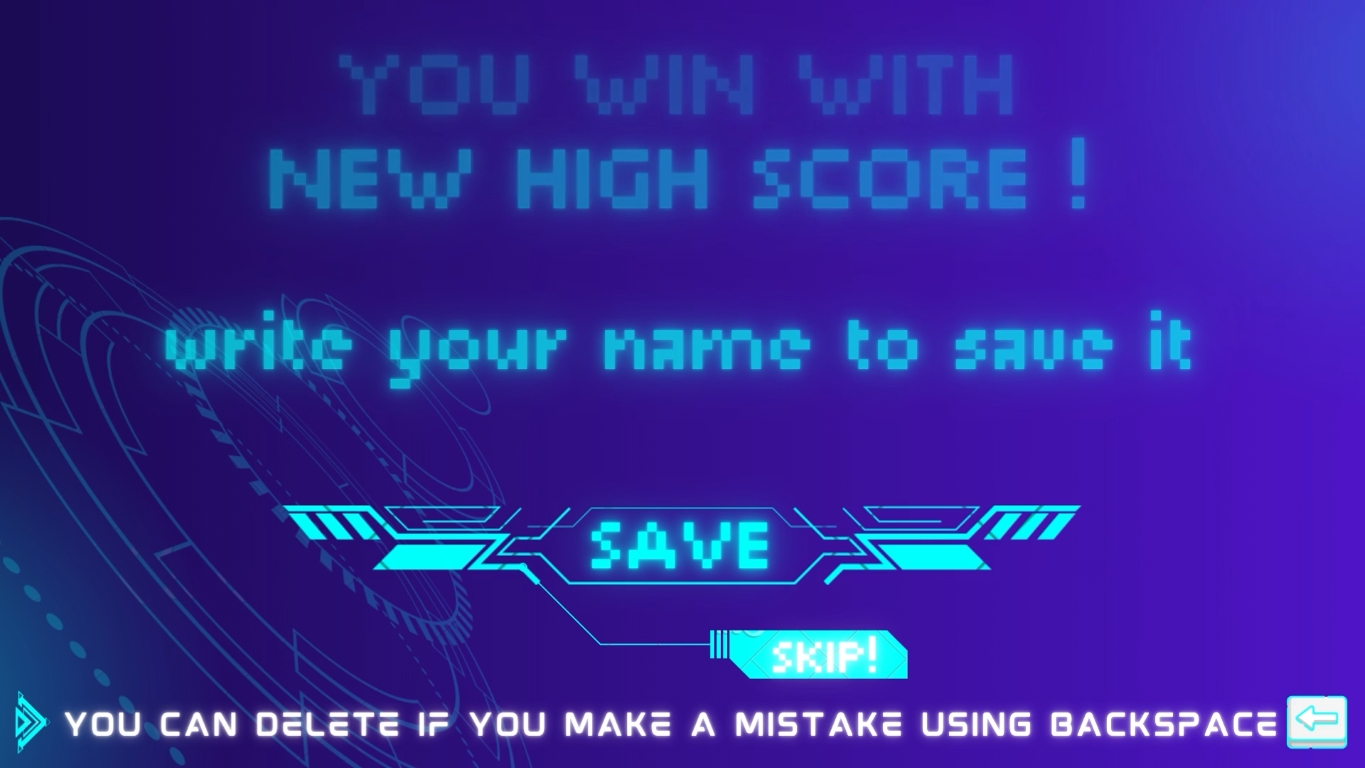 YOU WIN WITH
NEW HIGH SCORE !
write your name to save it
SAVE
SKIP!
YOU CAN DELETE IF YOU MAKE A MISTAKE USING BACKSPACE